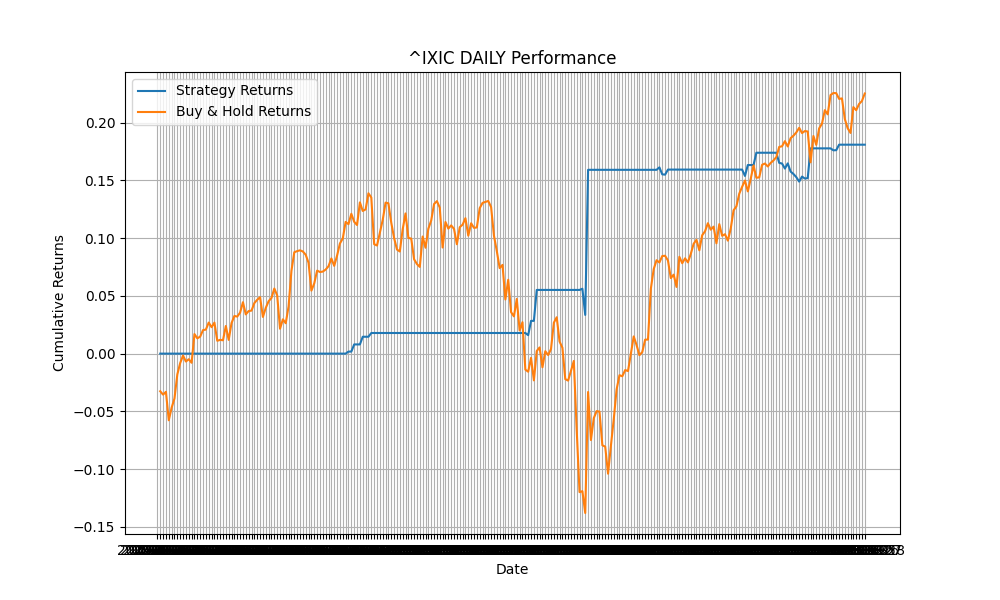 ^IXIC DAILY Performance
Strategy Returns
Buy & Hold Returns
0.20
0.15
0.10
0.05
0.00
−0.05
−0.10
−0.15
Cumulative Returns
Date